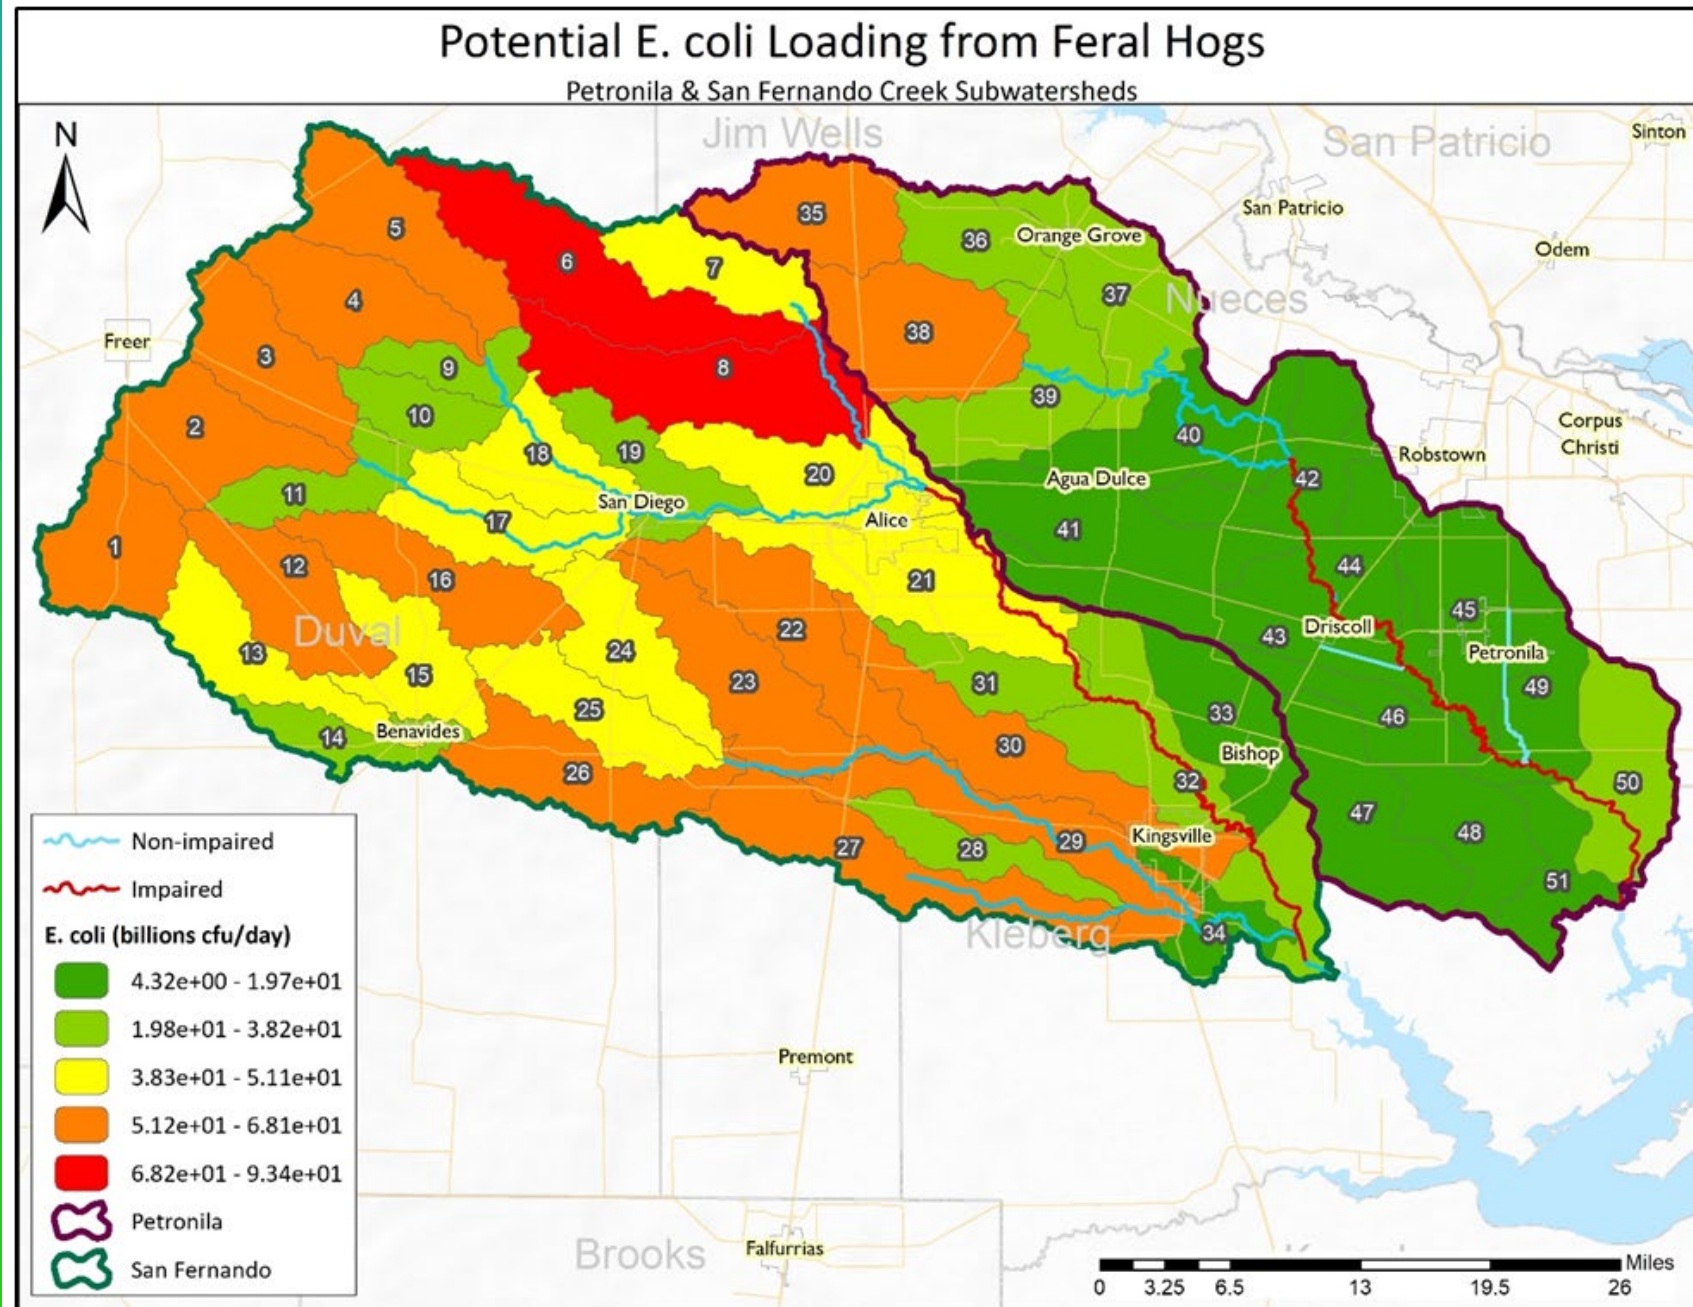 Potential E. coli Loading from Feral Hogs
Petronila & San Fernando Creek Subwatersheds
N
Jim Wells
San Patricio
Sinton
San Patricio
Odem
Orange Grove
Nueces
Freer
Corpus
Christi
Robstown
Agua Dulce
San Diego
Alice
Duval
Driscoll
Petronila
Benavides
Bishop
Kingsville
Kleberg
Premont
Brooks
Falfurrias
1
2
3
4
5
6
7
8
9
10
11
12
13
14
15
16
17
18
19
20
21
22
23
24
25
26
27
28
29
30
31
32
33
34
35
36
37
38
39
40
41
42
43
44
45
46
47
48
49
50
51
Non-impaired
Impaired
E. coli (billions cfu/day)
4.32e+00 - 1.97e+01
1.98e+01 - 3.82e+01
3.83e+01 - 5.11e+01
5.12e+01 - 6.81e+01
6.82e+01 - 9.34e+01
Petronila
San Fernando
Miles
0 3.25 6.5 13 19.5 26